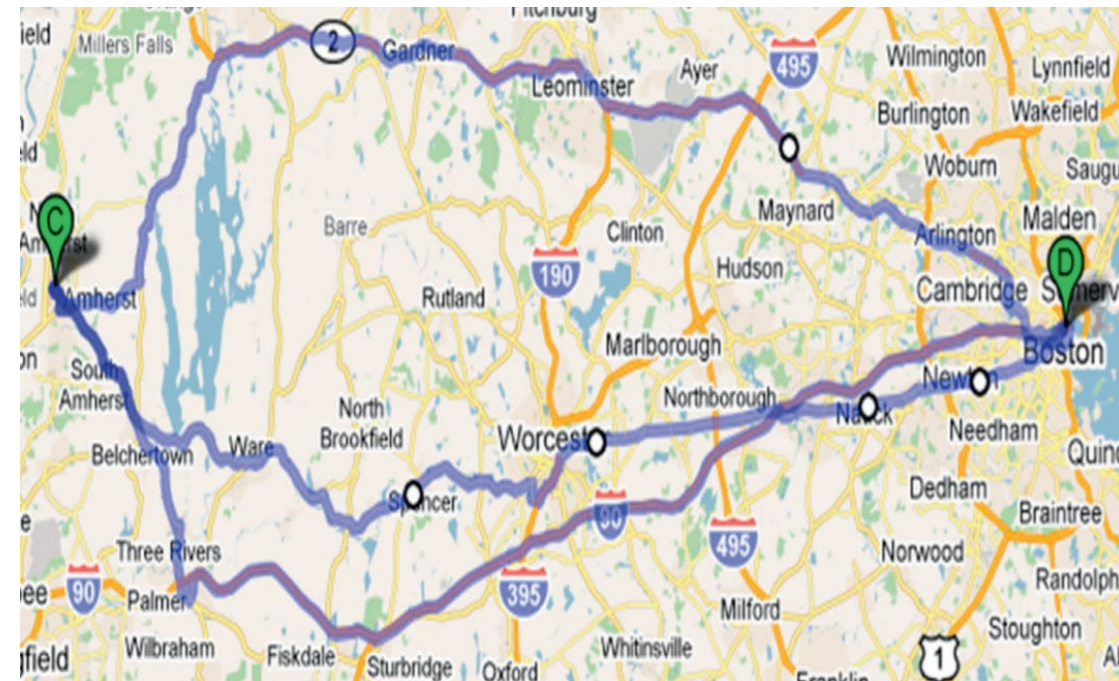 Fitchburg
Millers Falls
2
Gardner
495
Wilmington
Lynnfield
Ayer
Leominster
Wakefield
Burlington
Woburn
C
Maynard
Malden
Barre
Clinton
Arlington
D
Hudson
190
Amherst
Rutland
Cambridge
Marlborough
Boston
South
Amherst
Newton
Northborough
Natick
North
Brookfield
Worcester
Needham
Belchertown
Ware
Spencer
Dedham
90
Braintree
Three Rivers
495
Norwood
90
Palmer
395
Milford
Randolph
Stoughton
Wilbraham
Fiskdale
Sturbridge
Oxford
Whitinsville
1
Franklin